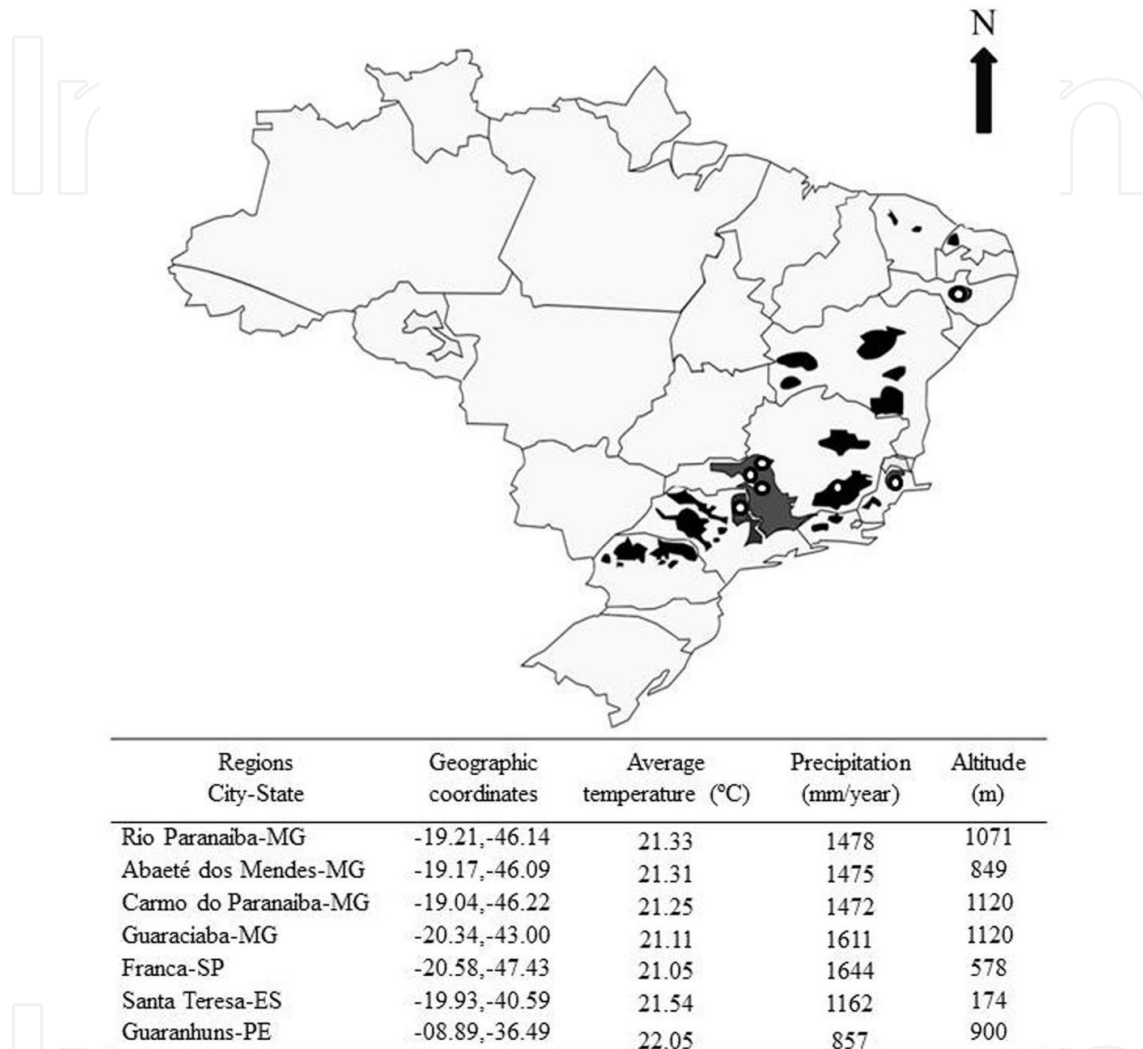 N
Regions Geographic Average Precipitation Altitude
City-State coordinates temperature (ºC) (mm/year) (m)
Rio Paranaiba-MG -19.21,-46.14 21.33 1478 1071
Abaeté dos Mendes-MG -19.17,-46.09 21.31 1475 849
Carmo do Paranaiba-MG -19.04,-46.22 21.25 1472 1120
Guaraciaba-MG -20.34,-43.00 21.11 1611 1120
Franca-SP -20.58,-47.43 21.05 1644 578
Santa Teresa-ES -19.93,-40.59 21.54 1162 174
Guaranhuns-PE -08.89,-36.49 22.05 857 900